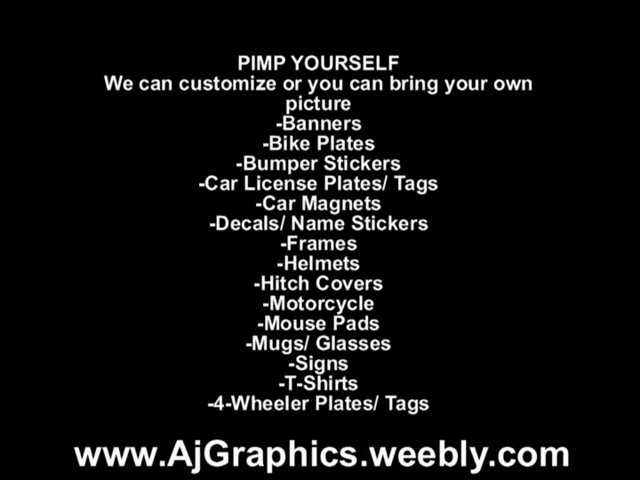 PIMP YOURSELF
We can customize or you can bring your own
picture
-Banners
-Bike Plates
-Bumper Stickers
-Car License Plates/ Tags
-Car Magnets
-Decals/ Name Stickers
-Frames
-Helmets
-Hitch Covers
-Motorcycle
-Mouse Pads
-Mugs/ Glasses
-Signs
-T-Shirts
-4-Wheeler Plates/ Tags
www.AjGraphics.weebly.com